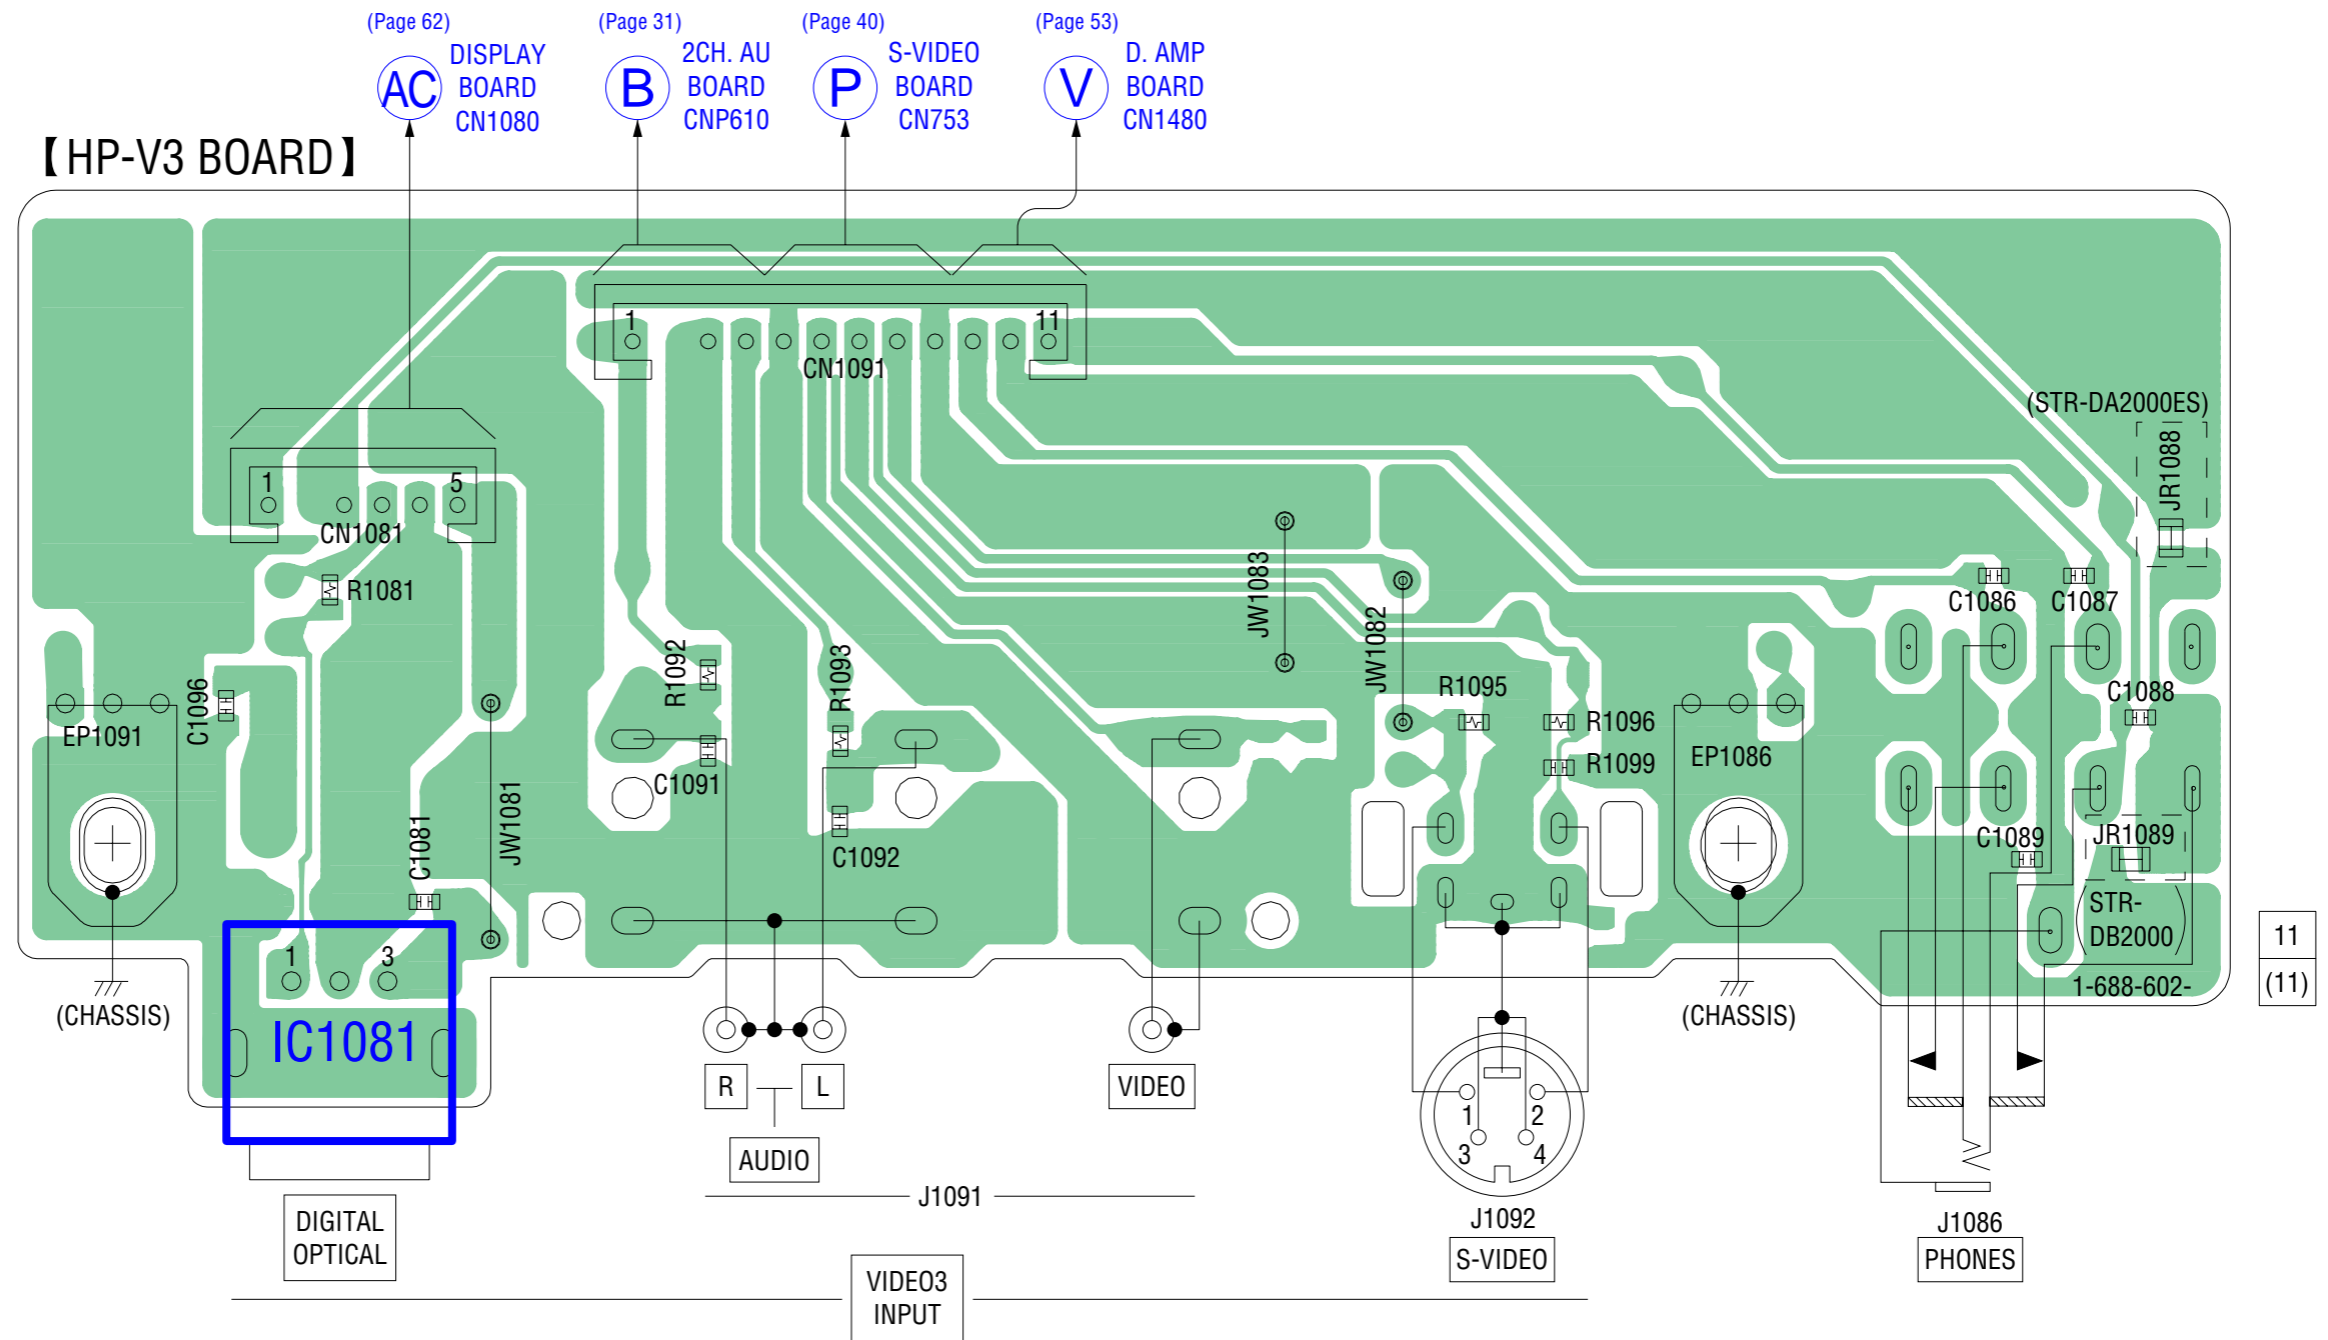 (Page 62)
AC
DISPLAY
BOARD
CN1080
(Page 31)
B
2CH. AU
BOARD
CNP610
(Page 40)
P
S-VIDEO
BOARD
CN753
(Page 53)
V
D. AMP
BOARD
CN1480
【HP-V3 BOARD】
1
11
CN1091
(STR-DA2000ES)
JR1088
1
5
CN1081
R1081
JW1083
JW1082
C1086
C1087
R1092
R1093
C1096
EP1091
R1095
R1096
R1099
EP1086
C1088
C1091
JW1081
C1081
C1092
C1089
JR1089
STR-
DB2000
1-688-602-
11
(11)
1
3
IC1081
(CHASSIS)
(CHASSIS)
R
L
AUDIO
VIDEO
J1091
1
2
3
4
J1092
S-VIDEO
J1086
PHONES
DIGITAL
OPTICAL
VIDEO3
INPUT